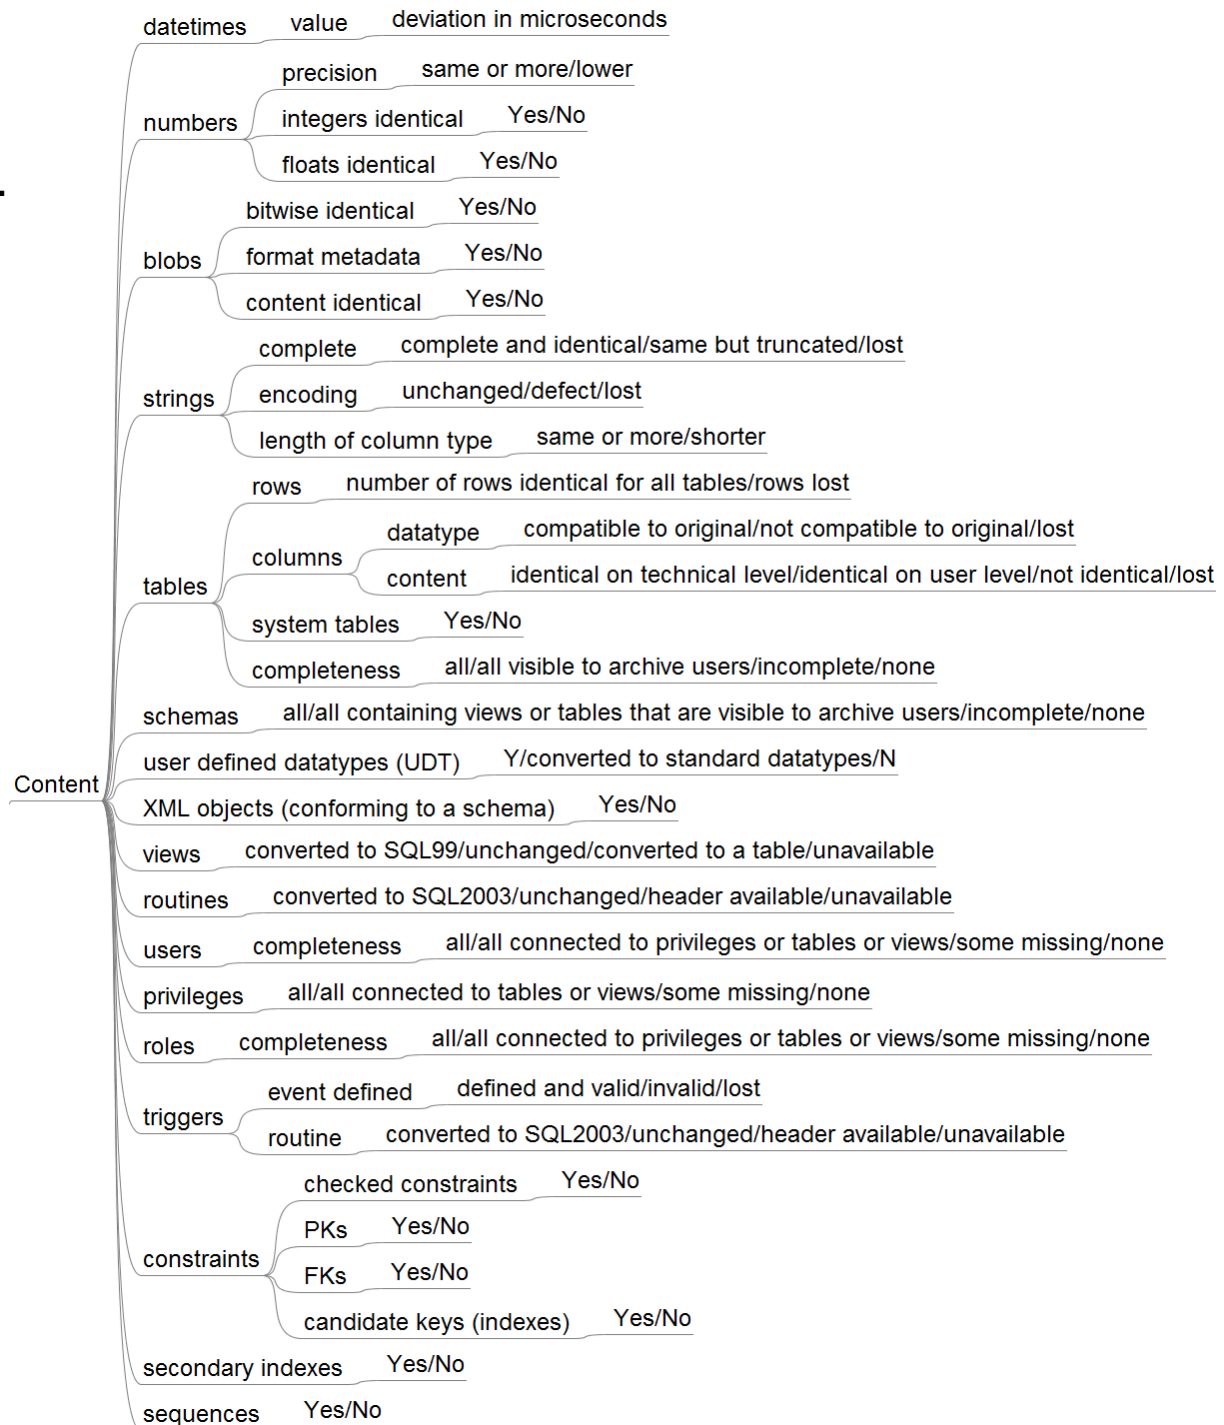 datetimes value deviation in microseconds
numbers
precision same or more/lower
integers identical Yes/No
floats identical Yes/No
blobs
bitwise identical Yes/No
format metadata Yes/No
content identical Yes/No
strings
complete complete and identical/same but truncated/lost
encoding unchanged/defect/lost
length of column type same or more/shorter
tables
rows number of rows identical for all tables/rows lost
columns
datatype compatible to original/not compatible to original/lost
content identical on technical level/identical on user level/not identical/lost
system tables Yes/No
completeness all/all visible to archive users/incomplete/none
schemas all/all containing views or tables that are visible to archive users/incomplete/none
user defined datatypes (UDT) Y/converted to standard datatypes/N
Content
XML objects (conforming to a schema) Yes/No
views converted to SQL99/unchanged/converted to a table/unavailable
routines converted to SQL2003/unchanged/header available/unavailable
users completeness all/all connected to privileges or tables or views/some missing/none
privileges all/all connected to tables or views/some missing/none
roles completeness all/all connected to privileges or tables or views/some missing/none
triggers
event defined defined and valid/invalid/lost
routine converted to SQL2003/unchanged/header available/unavailable
constraints
checked constraints Yes/No
PKs Yes/No
FKs Yes/No
candidate keys (indexes) Yes/No
secondary indexes Yes/No
sequences Yes/No